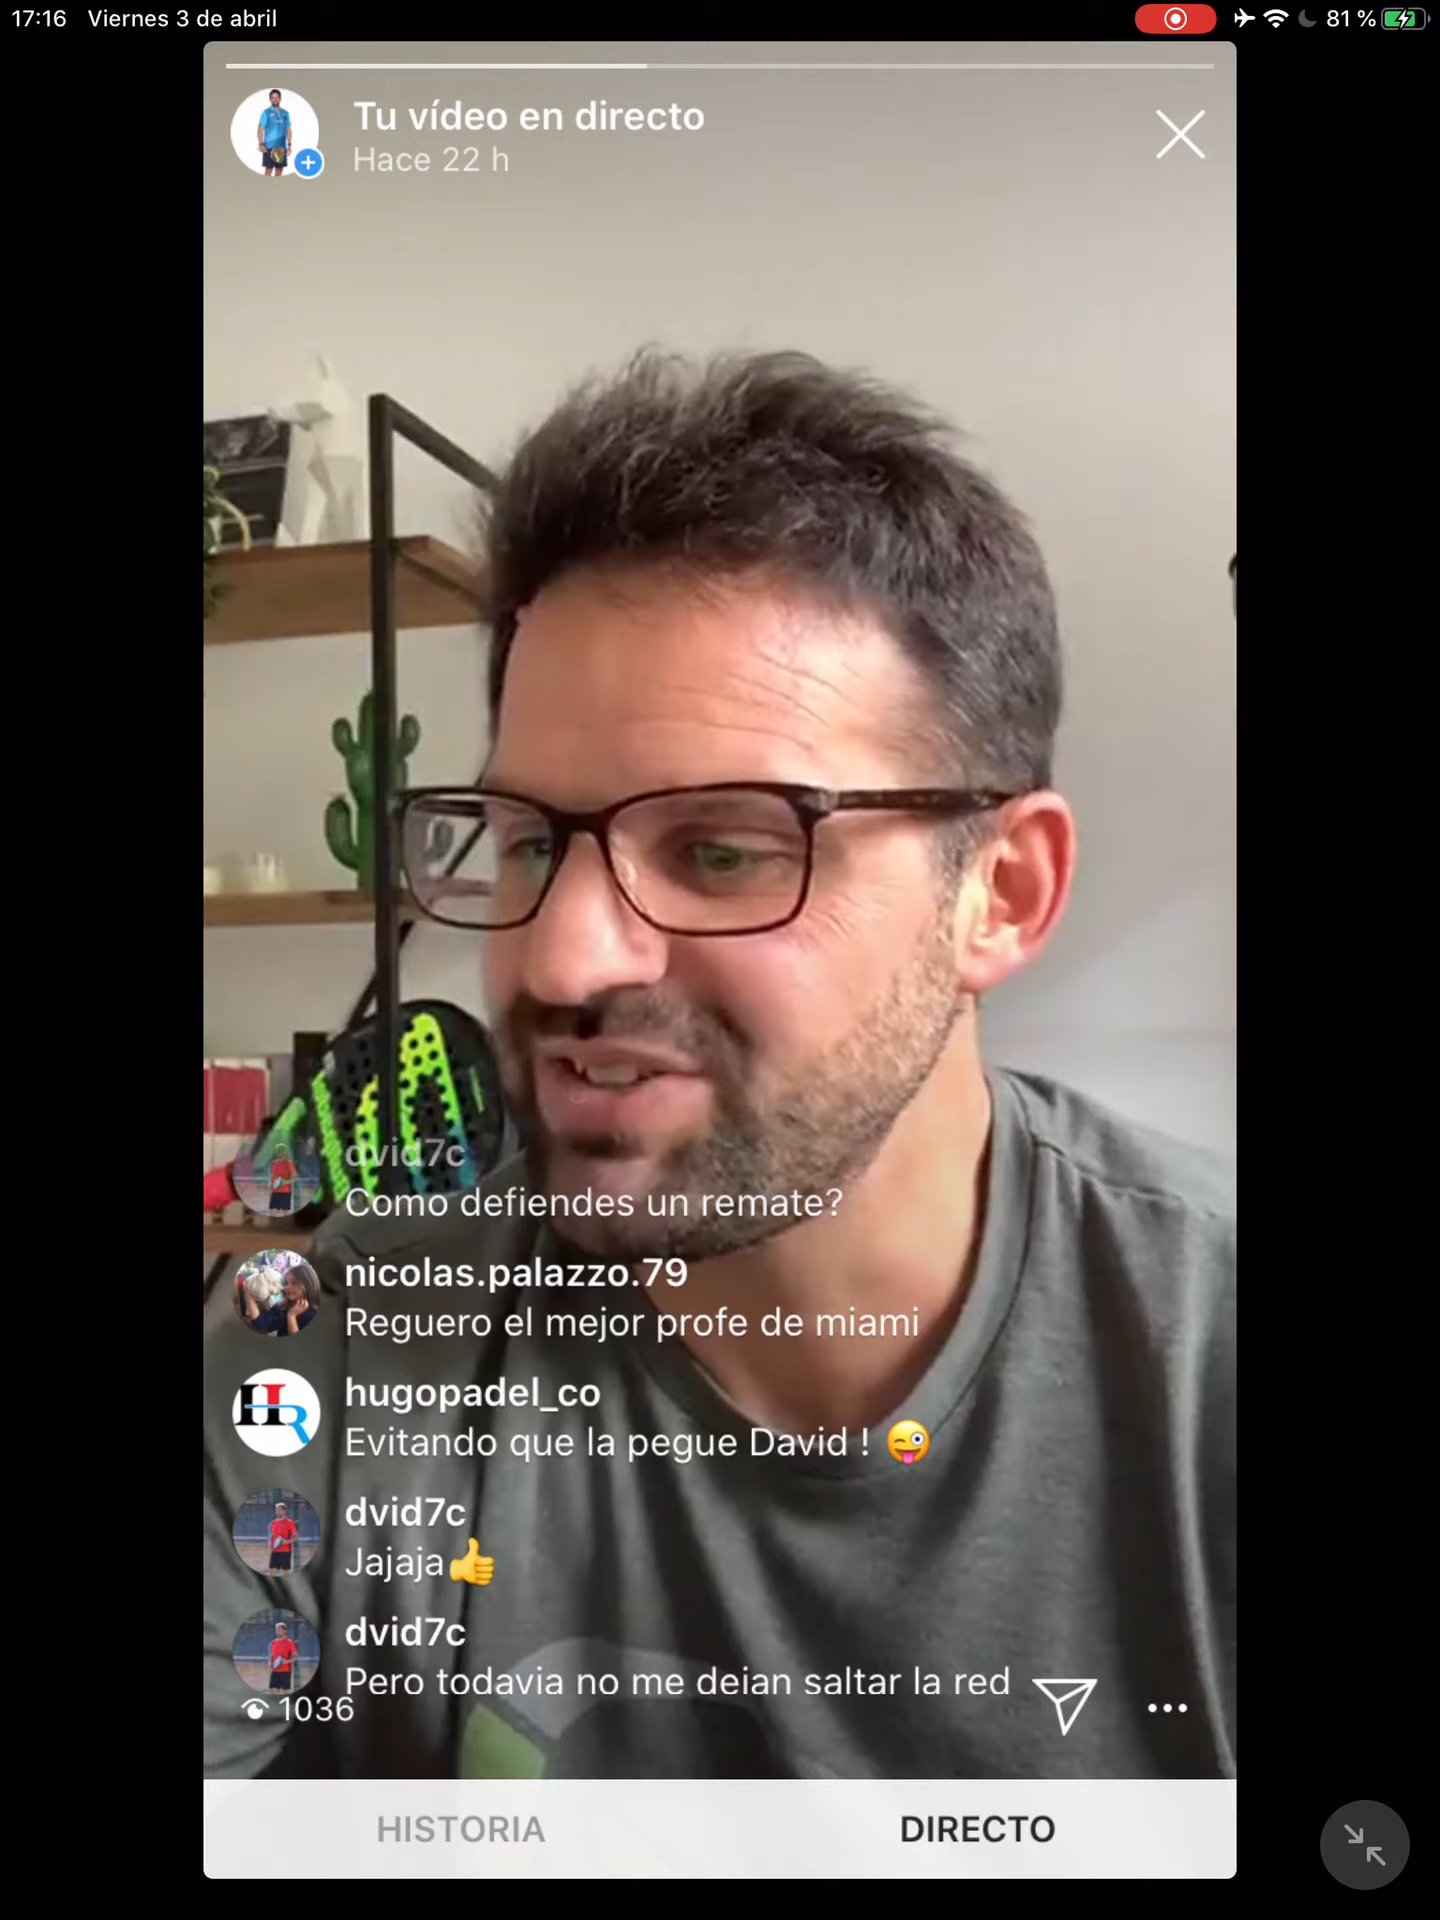 17:16 Viernes 3 de abril
81 %
Tu vídeo en directo
Hace 22 h
dvid7c
Como defiendes un remate?
nicolas.palazzo.79
Reguero el mejor profe de miami
HR
hugopadel_co
Evitando que la pegue David ! 😜
dvid7c
Jajaja👍
dvid7c
Pero todavia no me dejan saltar la red
1036
HISTORIA
DIRECTO